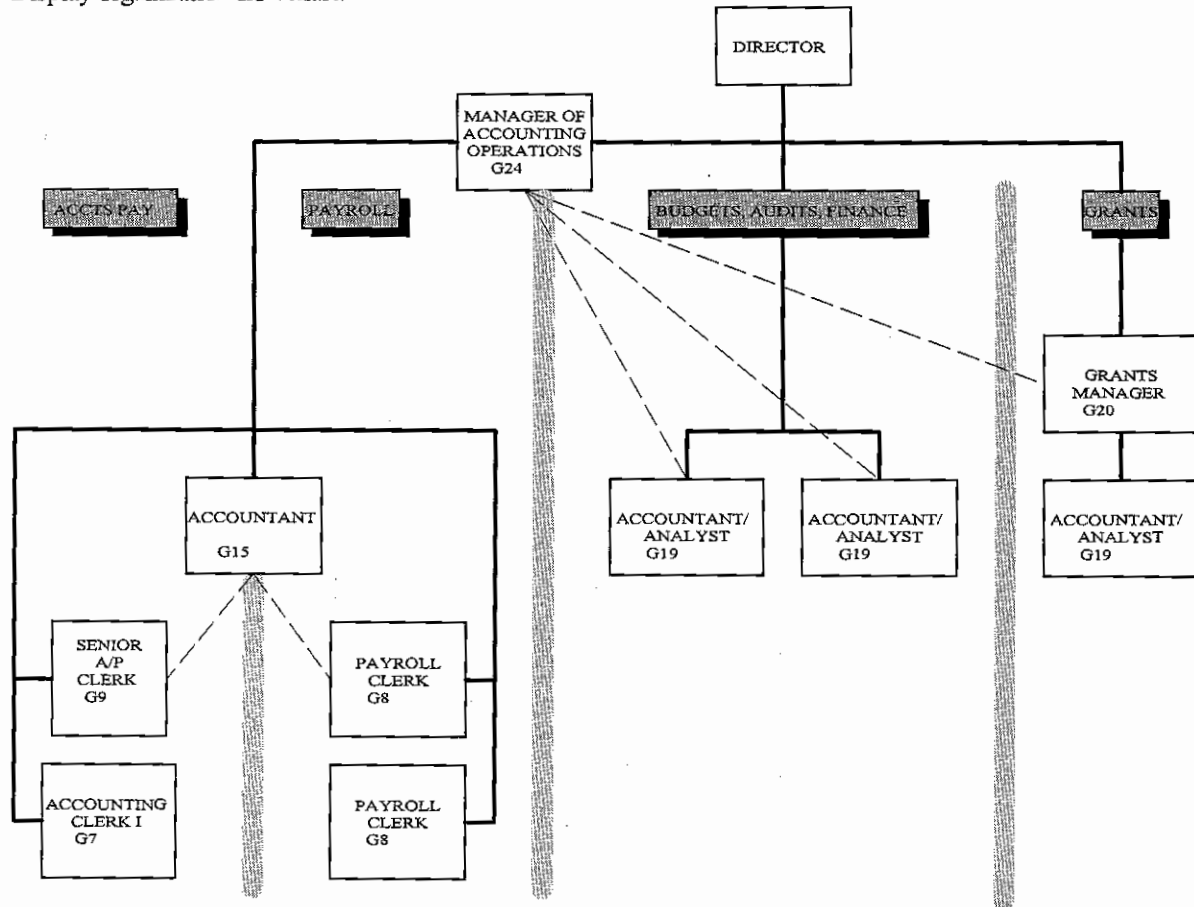 DIRECTOR
MANAGER OF
ACCOUNTING
OPERATIONS
G24
ACCTS PAY
PAYROLL
BUDGETS, AUDITS, FINANCE
GRANTS
GRANTS
MANAGER
G20
ACCOUNTANT
G15
ACCOUNTANT/
ANALYST
G19
ACCOUNTANT/
ANALYST
G19
ACCOUNTANT/
ANALYST
G19
SENIOR
A/P
CLERK
G9
PAYROLL
CLERK
G8
ACCOUNTING
CLERK I
G7
PAYROLL
CLERK
G8